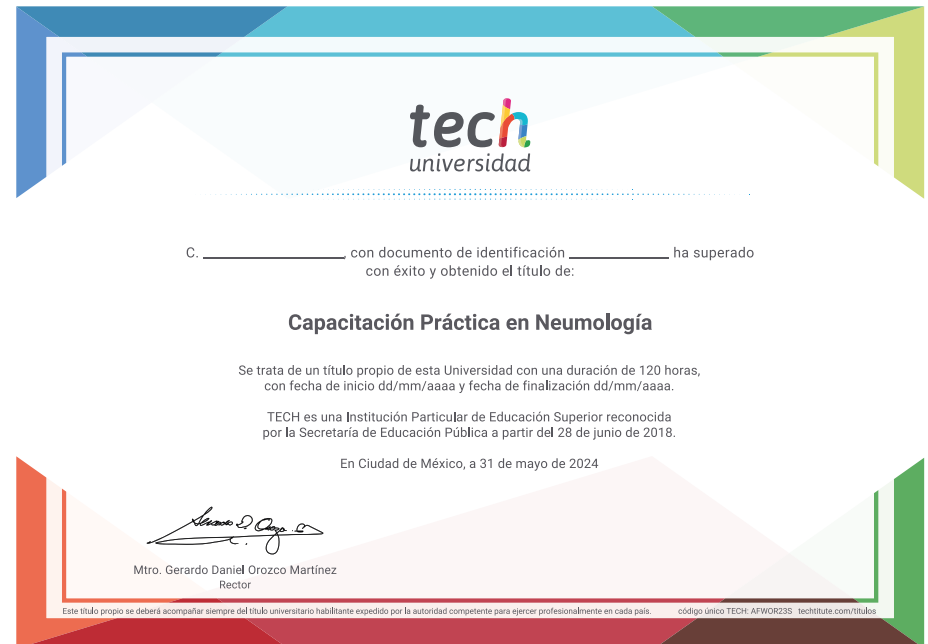 tech
universidad
C. ____________, con documento de identificación ____________ ha superado
con éxito y obtenido el título de:
Capacitación Práctica en Neumología
Se trata de un título propio de esta Universidad con una duración de 120 horas,
con fecha de inicio dd/mm/aaaa y fecha de finalización dd/mm/aaaa.
TECH es una Institución Particular de Educación Superior reconocida
por la Secretaría de Educación Pública a partir del 28 de junio de 2018.
En Ciudad de México, a 31 de mayo de 2024
Mtro. Gerardo Daniel Orozco Martínez
Rector
Este título propio se deberá acompañar siempre del título universitario habilitante expedido por la autoridad competente para ejercer profesionalmente en cada país. código único TECH: AFWOR23S techtitute.com/titulos